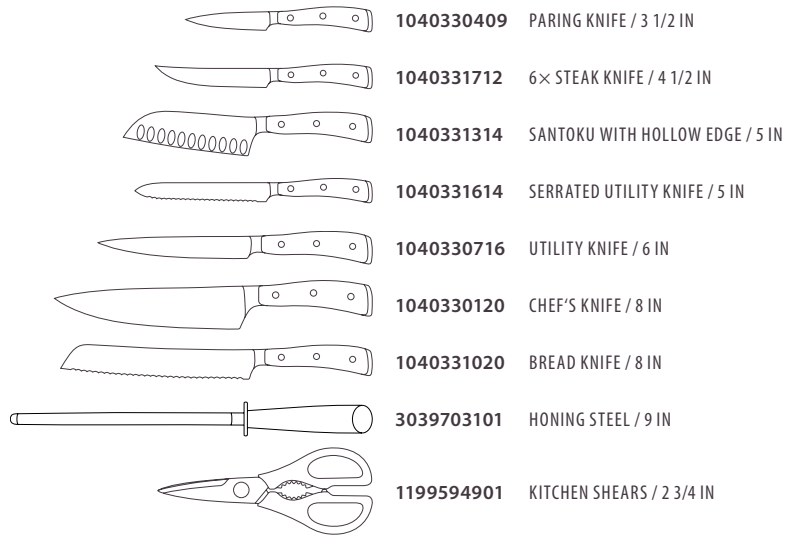 1040330409 PARING KNIFE / 3 1/2 IN
1040331712 6× STEAK KNIFE / 4 1/2 IN
1040331314 SANTOKU WITH HOLLOW EDGE / 5 IN
1040331614 SERRATED UTILITY KNIFE / 5 IN
1040330716 UTILITY KNIFE / 6 IN
1040330120 CHEF‘S KNIFE / 8 IN
1040331020 BREAD KNIFE / 8 IN
3039703101 HONING STEEL / 9 IN
1199594901 KITCHEN SHEARS / 2 3/4 IN